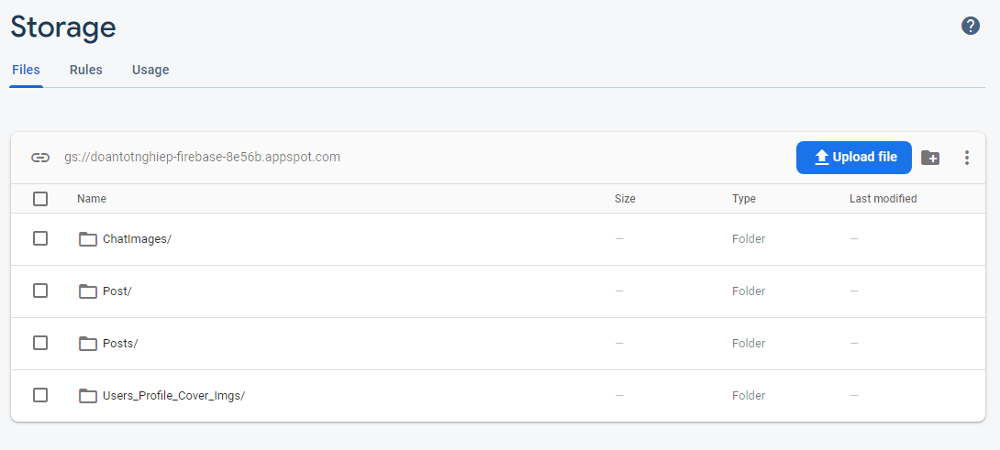 Storage
Files Rules Usage
gs://doantotnghiep-firebase-8e56b.appspot.com Upload file
Name Size Type Last modified
ChatImages/ — Folder —
Post/ — Folder —
Posts/ — Folder —
Users_Profile_Cover_Imgs/ — Folder —